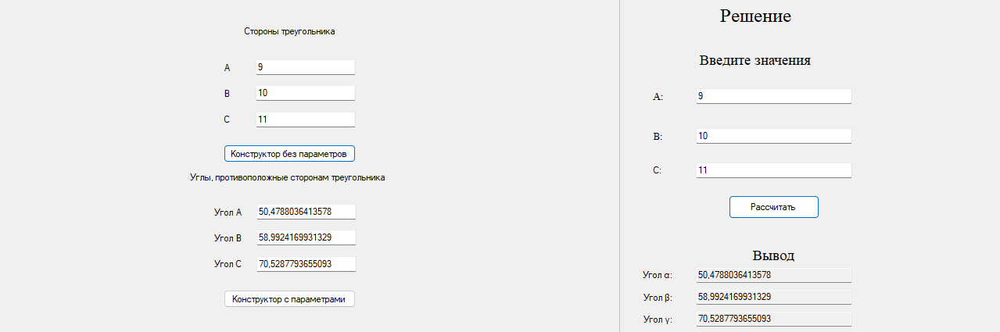 Стороны треугольника
A 9
B 10
C 11
Конструктор без параметров
Углы, противоположные сторонам треугольника
Угол A 50,4788036413578
Угол B 58,9924169931329
Угол C 70,5287793655093
Конструктор с параметрами
Решение
Введите значения
A: 9
B: 10
C: 11
Рассчитать
Вывод
Угол α: 50,4788036413578
Угол β: 58,9924169931329
Угол γ: 70,5287793655093